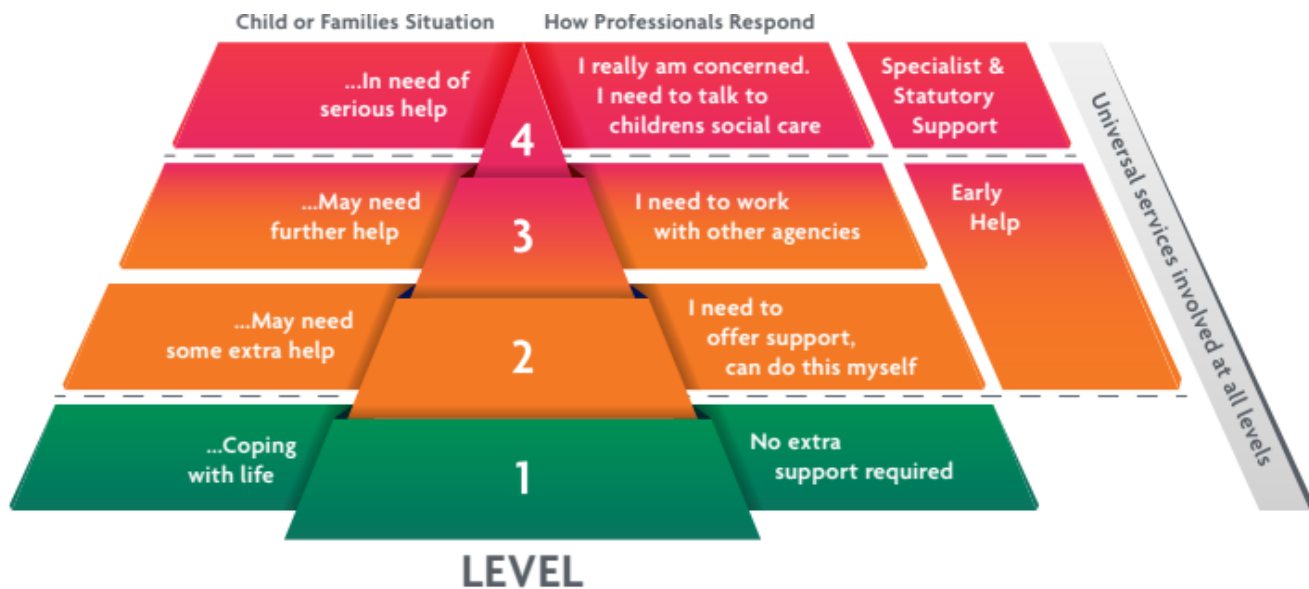 Child or Families Situation
How Professionals Respond
...In need of
serious help
4
I really am concerned.
I need to talk to
childrens social care
Specialist &
Statutory
Support
...May need
further help
3
I need to work
with other agencies
Early
Help
...May need
some extra help
2
I need to
offer support,
can do this myself
...Coping
with life
1
No extra
support required
Universal services involved at all levels
LEVEL